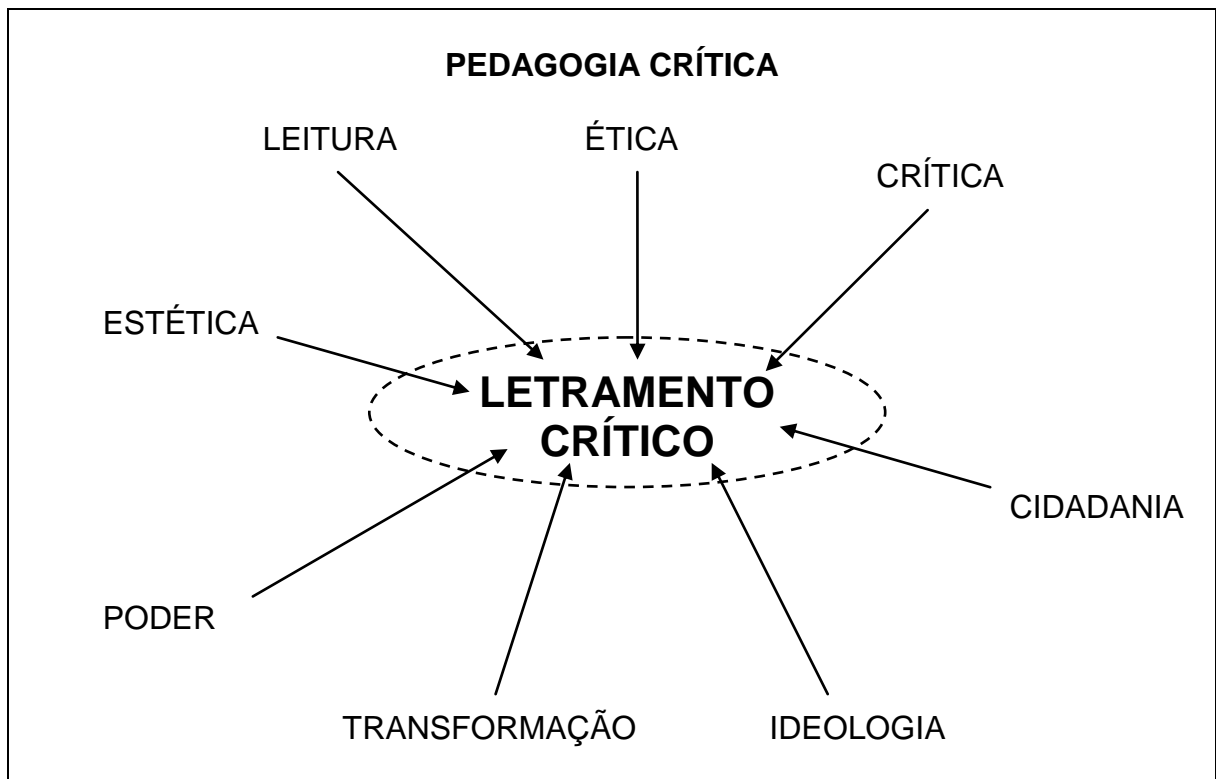 PEDAGOGIA CRÍTICA
LEITURA
ÉTICA
CRÍTICA
ESTÉTICA
LETRAMENTO
CRÍTICO
CIDADANIA
PODER
TRANSFORMAÇÃO
IDEOLOGIA